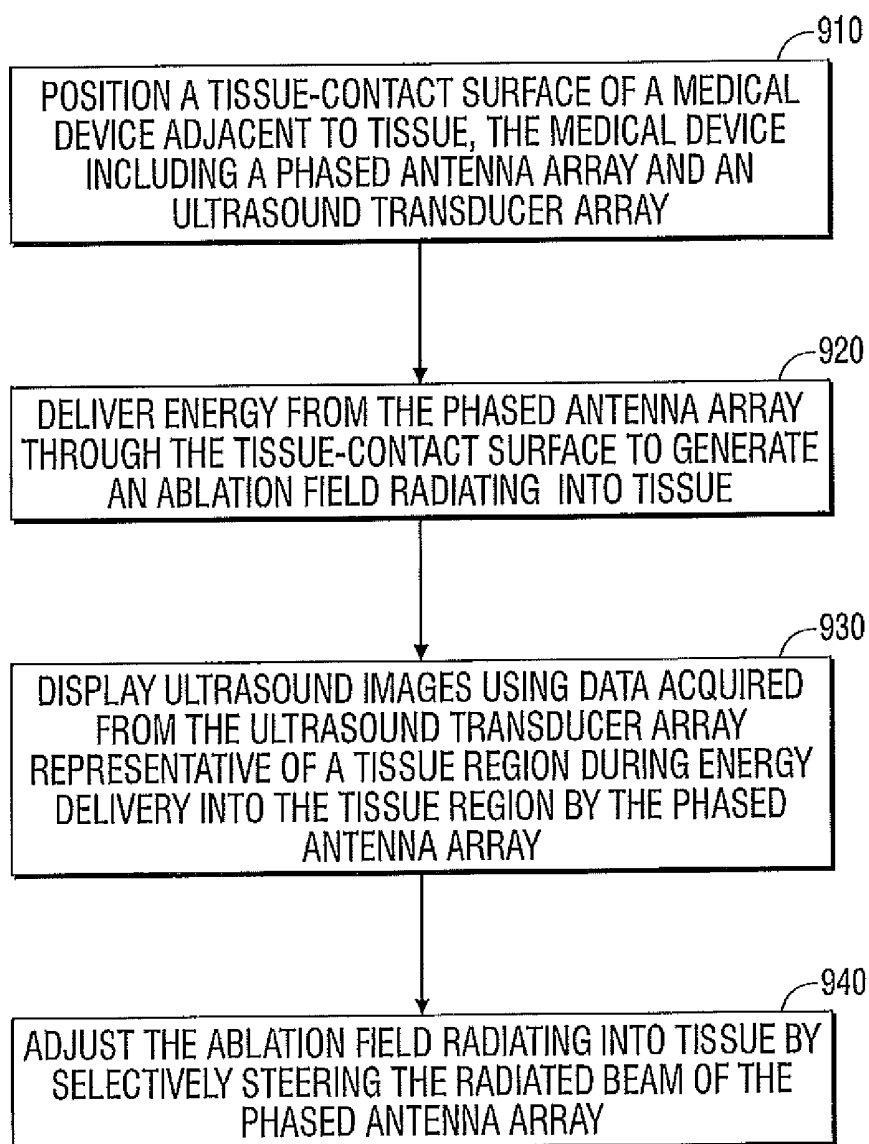 910
POSITION A TISSUE-CONTACT SURFACE OF A MEDICAL
DEVICE ADJACENT TO TISSUE, THE MEDICAL DEVICE
INCLUDING A PHASED ANTENNA ARRAY AND AN
ULTRASOUND TRANSDUCER ARRAY
920
DELIVER ENERGY FROM THE PHASED ANTENNA ARRAY
THROUGH THE TISSUE-CONTACT SURFACE TO GENERATE
AN ABLATION FIELD RADIATING INTO TISSUE
930
DISPLAY ULTRASOUND IMAGES USING DATA ACQUIRED
FROM THE ULTRASOUND TRANSDUCER ARRAY
REPRESENTATIVE OF A TISSUE REGION DURING ENERGY
DELIVERY INTO THE TISSUE REGION BY THE PHASED
ANTENNA ARRAY
940
ADJUST THE ABLATION FIELD RADIATING INTO TISSUE BY
SELECTIVELY STEERING THE RADIATED BEAM OF THE
PHASED ANTENNA ARRAY